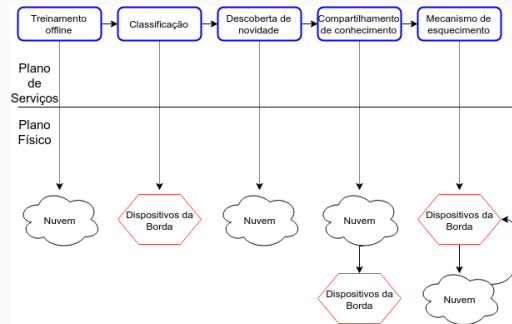 Treinamento
offline
Classificação
Descoberta de
novidade
Compartilhamento
de conhecimento
Mecanismo de
esquecimento
Plano
de
Serviços
Plano
Físico
Nuvem
Dispositivos da
Borda
Nuvem
Nuvem
Dispositivos da
Borda
Dispositivos da
Borda
Nuvem